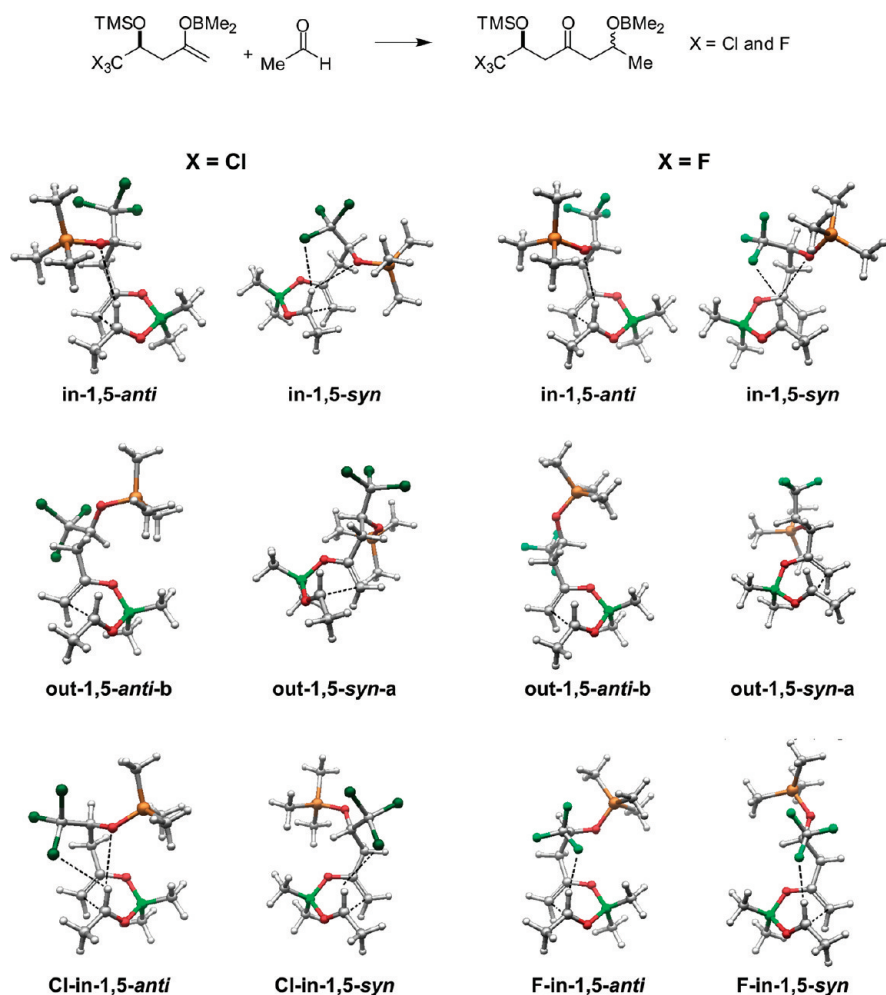 TMSO OBMe2 O TMSO O OBMe2
X3C + Me H X3C Me X = Cl and F
X = Cl X = F
in-1,5-anti in-1,5-syn in-1,5-anti in-1,5-syn
out-1,5-anti-b out-1,5-syn-a out-1,5-anti-b out-1,5-syn-a
Cl-in-1,5-anti Cl-in-1,5-syn F-in-1,5-anti F-in-1,5-syn